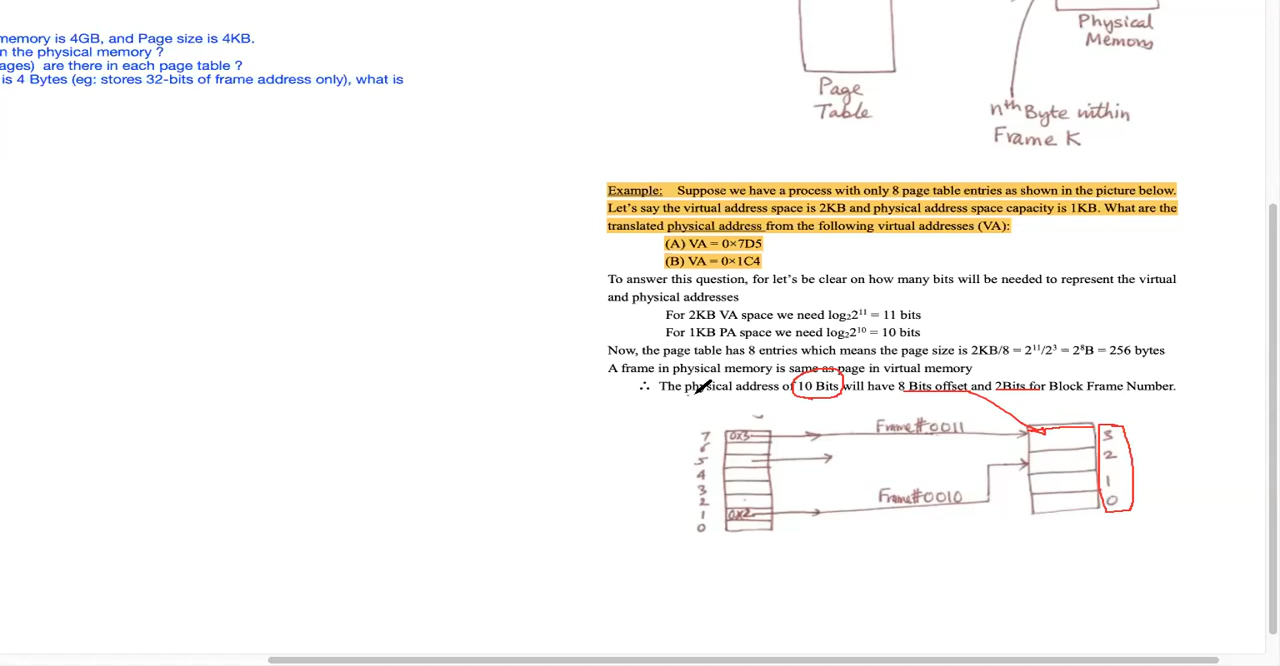 memory is 4GB, and Page size is 4KB.
n the physical memory ?
ages) are there in each page table ?
is 4 Bytes (eg: stores 32-bits of frame address only), what is
Physical
Memory
Page
Table
nth Byte within
Frame K
Example: Suppose we have a process with only 8 page table entries as shown in the picture below.
Let's say the virtual address space is 2KB and physical address space capacity is 1KB. What are the
translated physical address from the following virtual addresses (VA):
(A) VA = 0×7D5
(B) VA = 0×1C4
To answer this question, for let's be clear on how many bits will be needed to represent the virtual
and physical addresses
For 2KB VA space we need log₂2¹¹ = 11 bits
For 1KB PA space we need log₂2¹⁰ = 10 bits
Now, the page table has 8 entries which means the page size is 2KB/8 = 2¹¹/2³ = 2⁸B = 256 bytes
A frame in physical memory is same as page in virtual memory
∴ The physical address of 10 Bits will have 8 Bits offset and 2Bits for Block Frame Number.
7 0x3 Frame#0011 3
6
5 2
4
3 1
2 Frame#0010 0
1 0x2
0